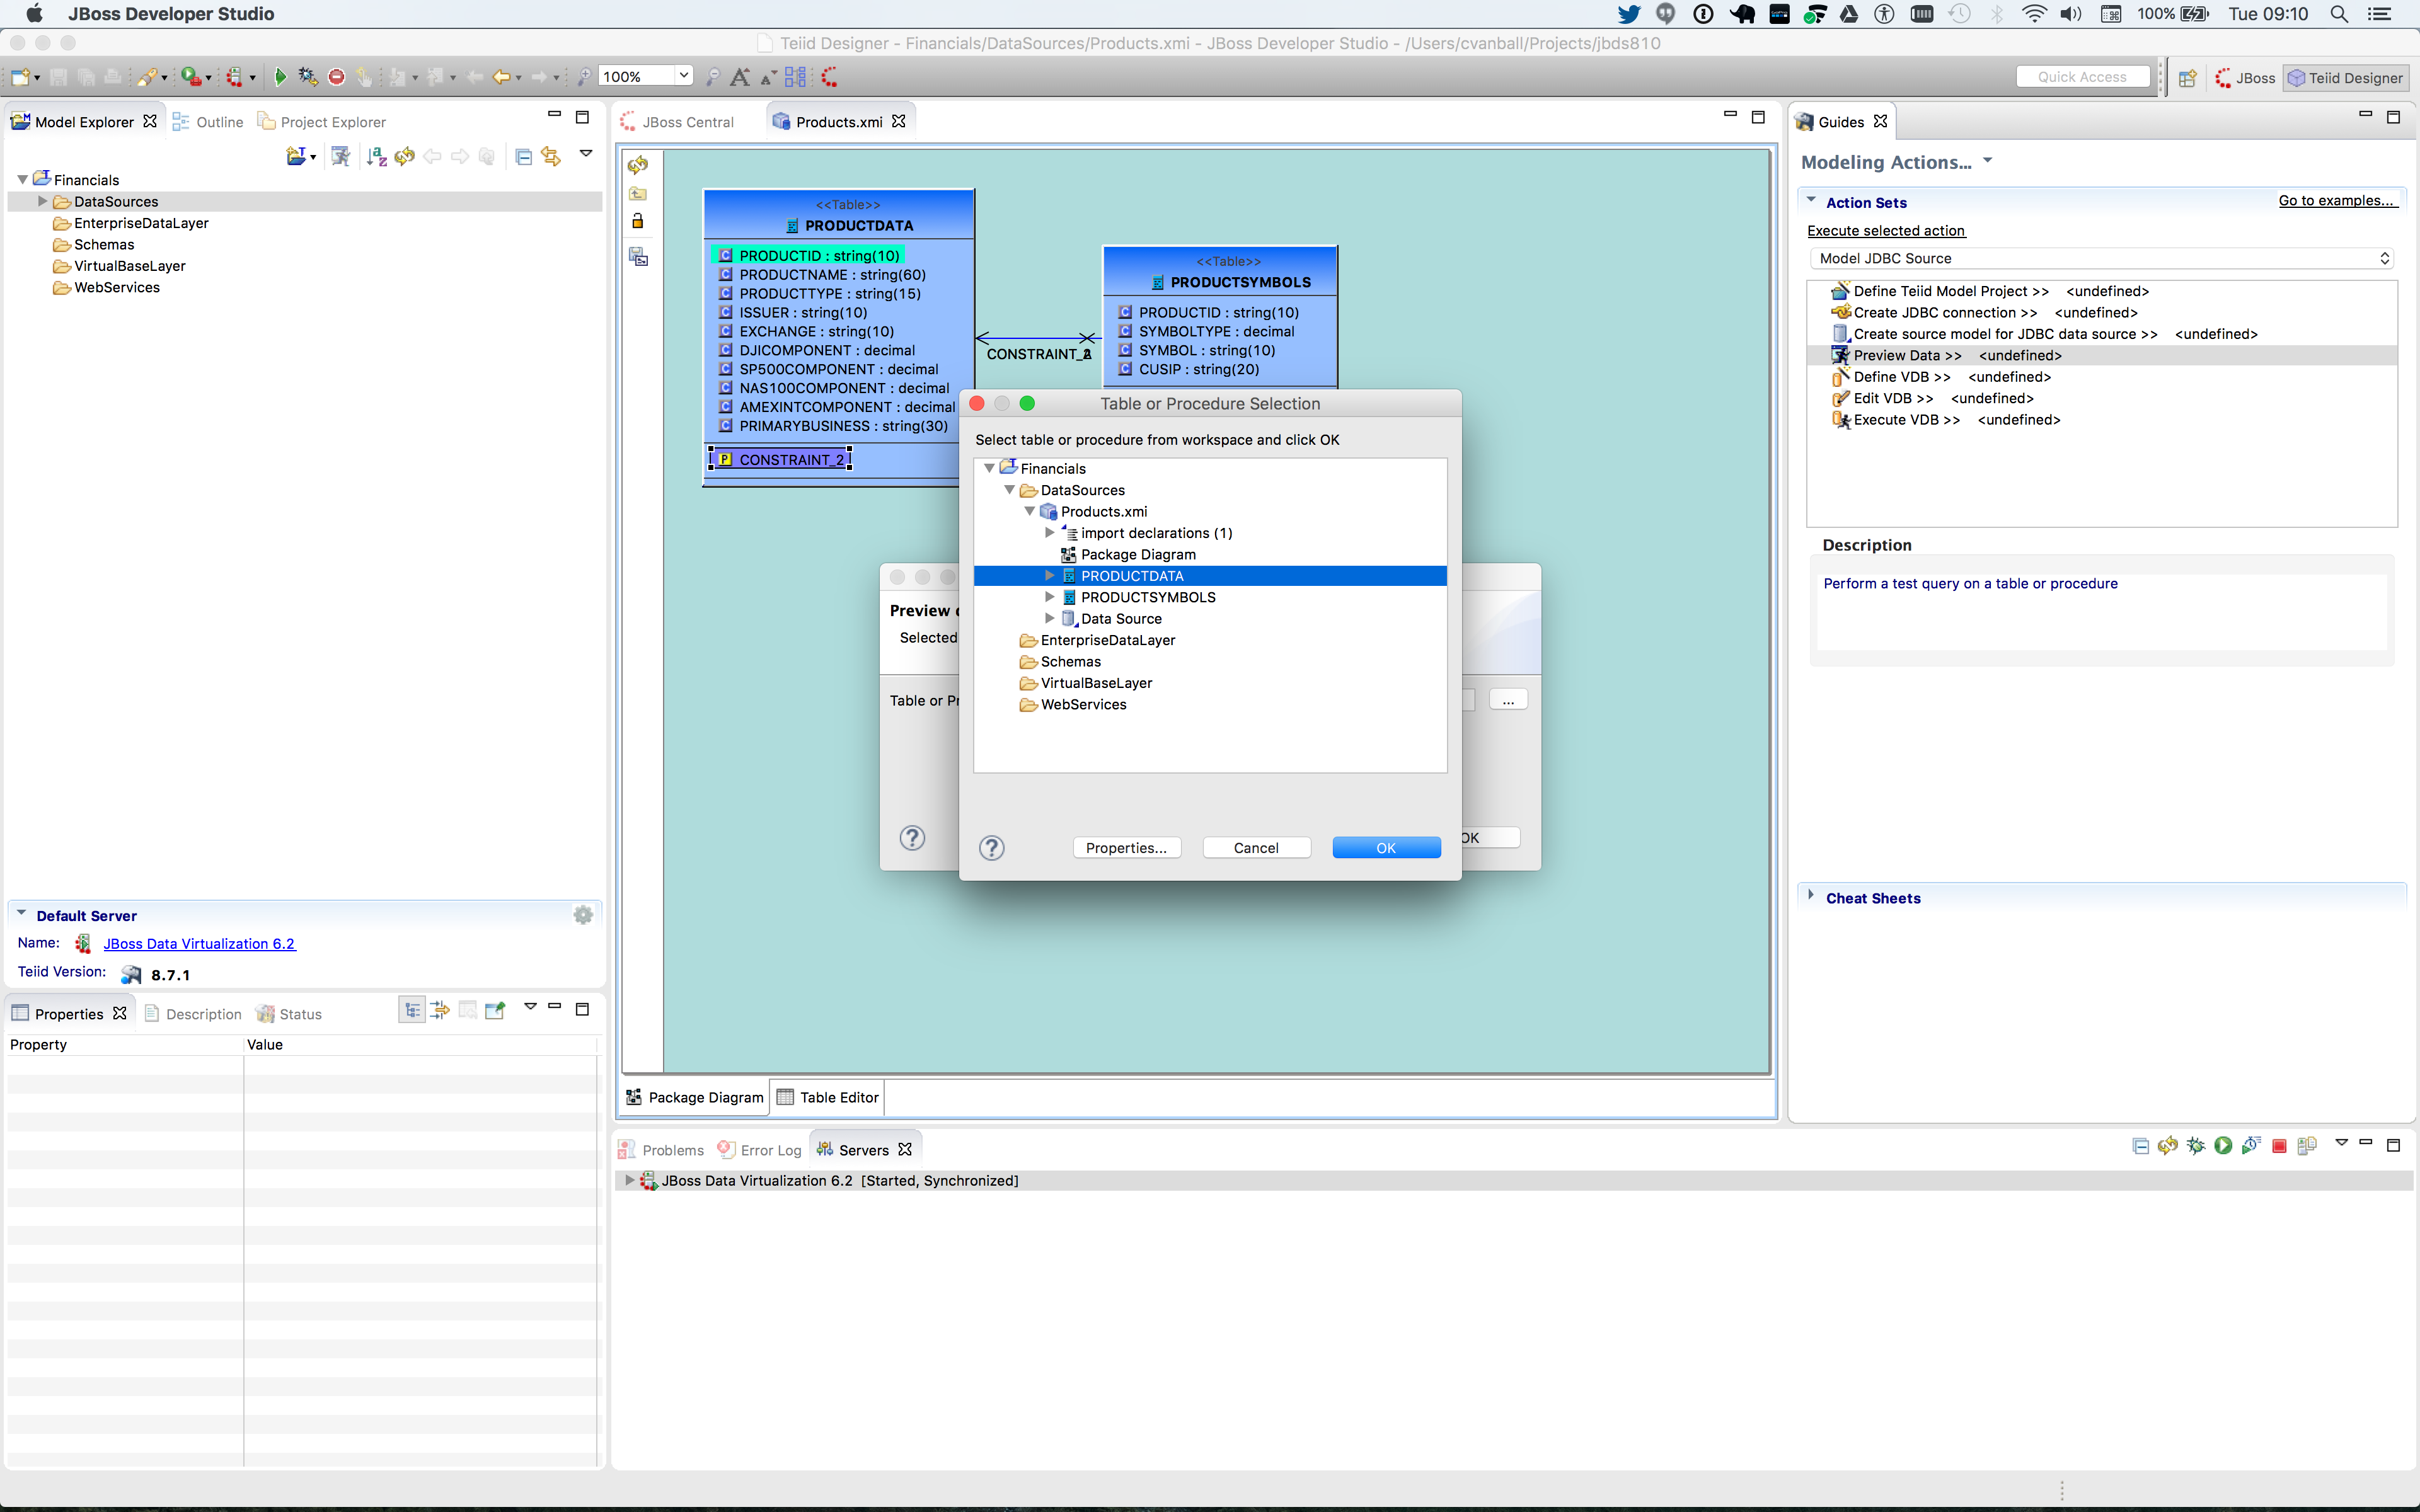 JBoss Developer Studio
100%
Tue 09:10
Teiid Designer - Financials/DataSources/Products.xmi - JBoss Developer Studio - /Users/cvanball/Projects/jbds810
100%
Quick Access
JBoss
Teiid Designer
Model Explorer
Outline
Project Explorer
Financials
DataSources
EnterpriseDataLayer
Schemas
VirtualBaseLayer
WebServices
Default Server
Name:
JBoss Data Virtualization 6.2
Teiid Version:
8.7.1
Properties
Description
Status
Property
Value
JBoss Central
Products.xmi
<<Table>>
PRODUCTDATA
PRODUCTID : string(10)
PRODUCTNAME : string(60)
PRODUCTTYPE : string(15)
ISSUER : string(10)
EXCHANGE : string(10)
DJICOMPONENT : decimal
SP500COMPONENT : decimal
NAS100COMPONENT : decimal
AMEXINTCOMPONENT : decimal
PRIMARYBUSINESS : string(30)
CONSTRAINT_2
CONSTRAINT_
<<Table>>
PRODUCTSYMBOLS
PRODUCTID : string(10)
SYMBOLTYPE : decimal
SYMBOL : string(10)
CUSIP : string(20)
Preview
Selected
Table or Pr
...
OK
Table or Procedure Selection
Select table or procedure from workspace and click OK
Financials
DataSources
Products.xmi
import declarations (1)
Package Diagram
PRODUCTDATA
PRODUCTSYMBOLS
Data Source
EnterpriseDataLayer
Schemas
VirtualBaseLayer
WebServices
Properties...
Cancel
OK
Package Diagram
Table Editor
Problems
Error Log
Servers
JBoss Data Virtualization 6.2 [Started, Synchronized]
Guides
Modeling Actions...
Action Sets
Go to examples...
Execute selected action
Model JDBC Source
Define Teiid Model Project >> <undefined>
Create JDBC connection >> <undefined>
Create source model for JDBC data source >> <undefined>
Preview Data >> <undefined>
Define VDB >> <undefined>
Edit VDB >> <undefined>
Execute VDB >> <undefined>
Description
Perform a test query on a table or procedure
Cheat Sheets